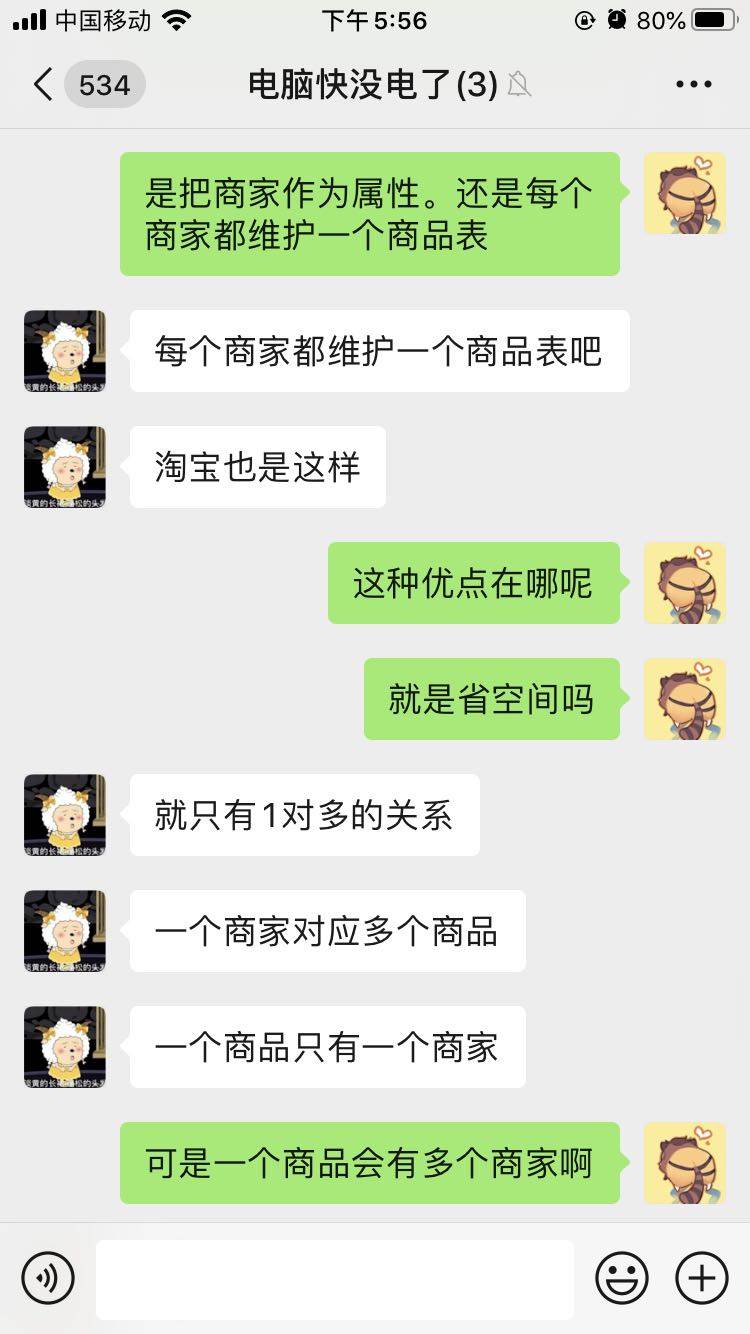 中国移动 下午5:56 80%
534 电脑快没电了(3)
是把商家作为属性。还是每个
商家都维护一个商品表
每个商家都维护一个商品表吧
淘宝也是这样
这种优点在哪呢
就是省空间吗
就只有1对多的关系
一个商家对应多个商品
一个商品只有一个商家
可是一个商品会有多个商家啊